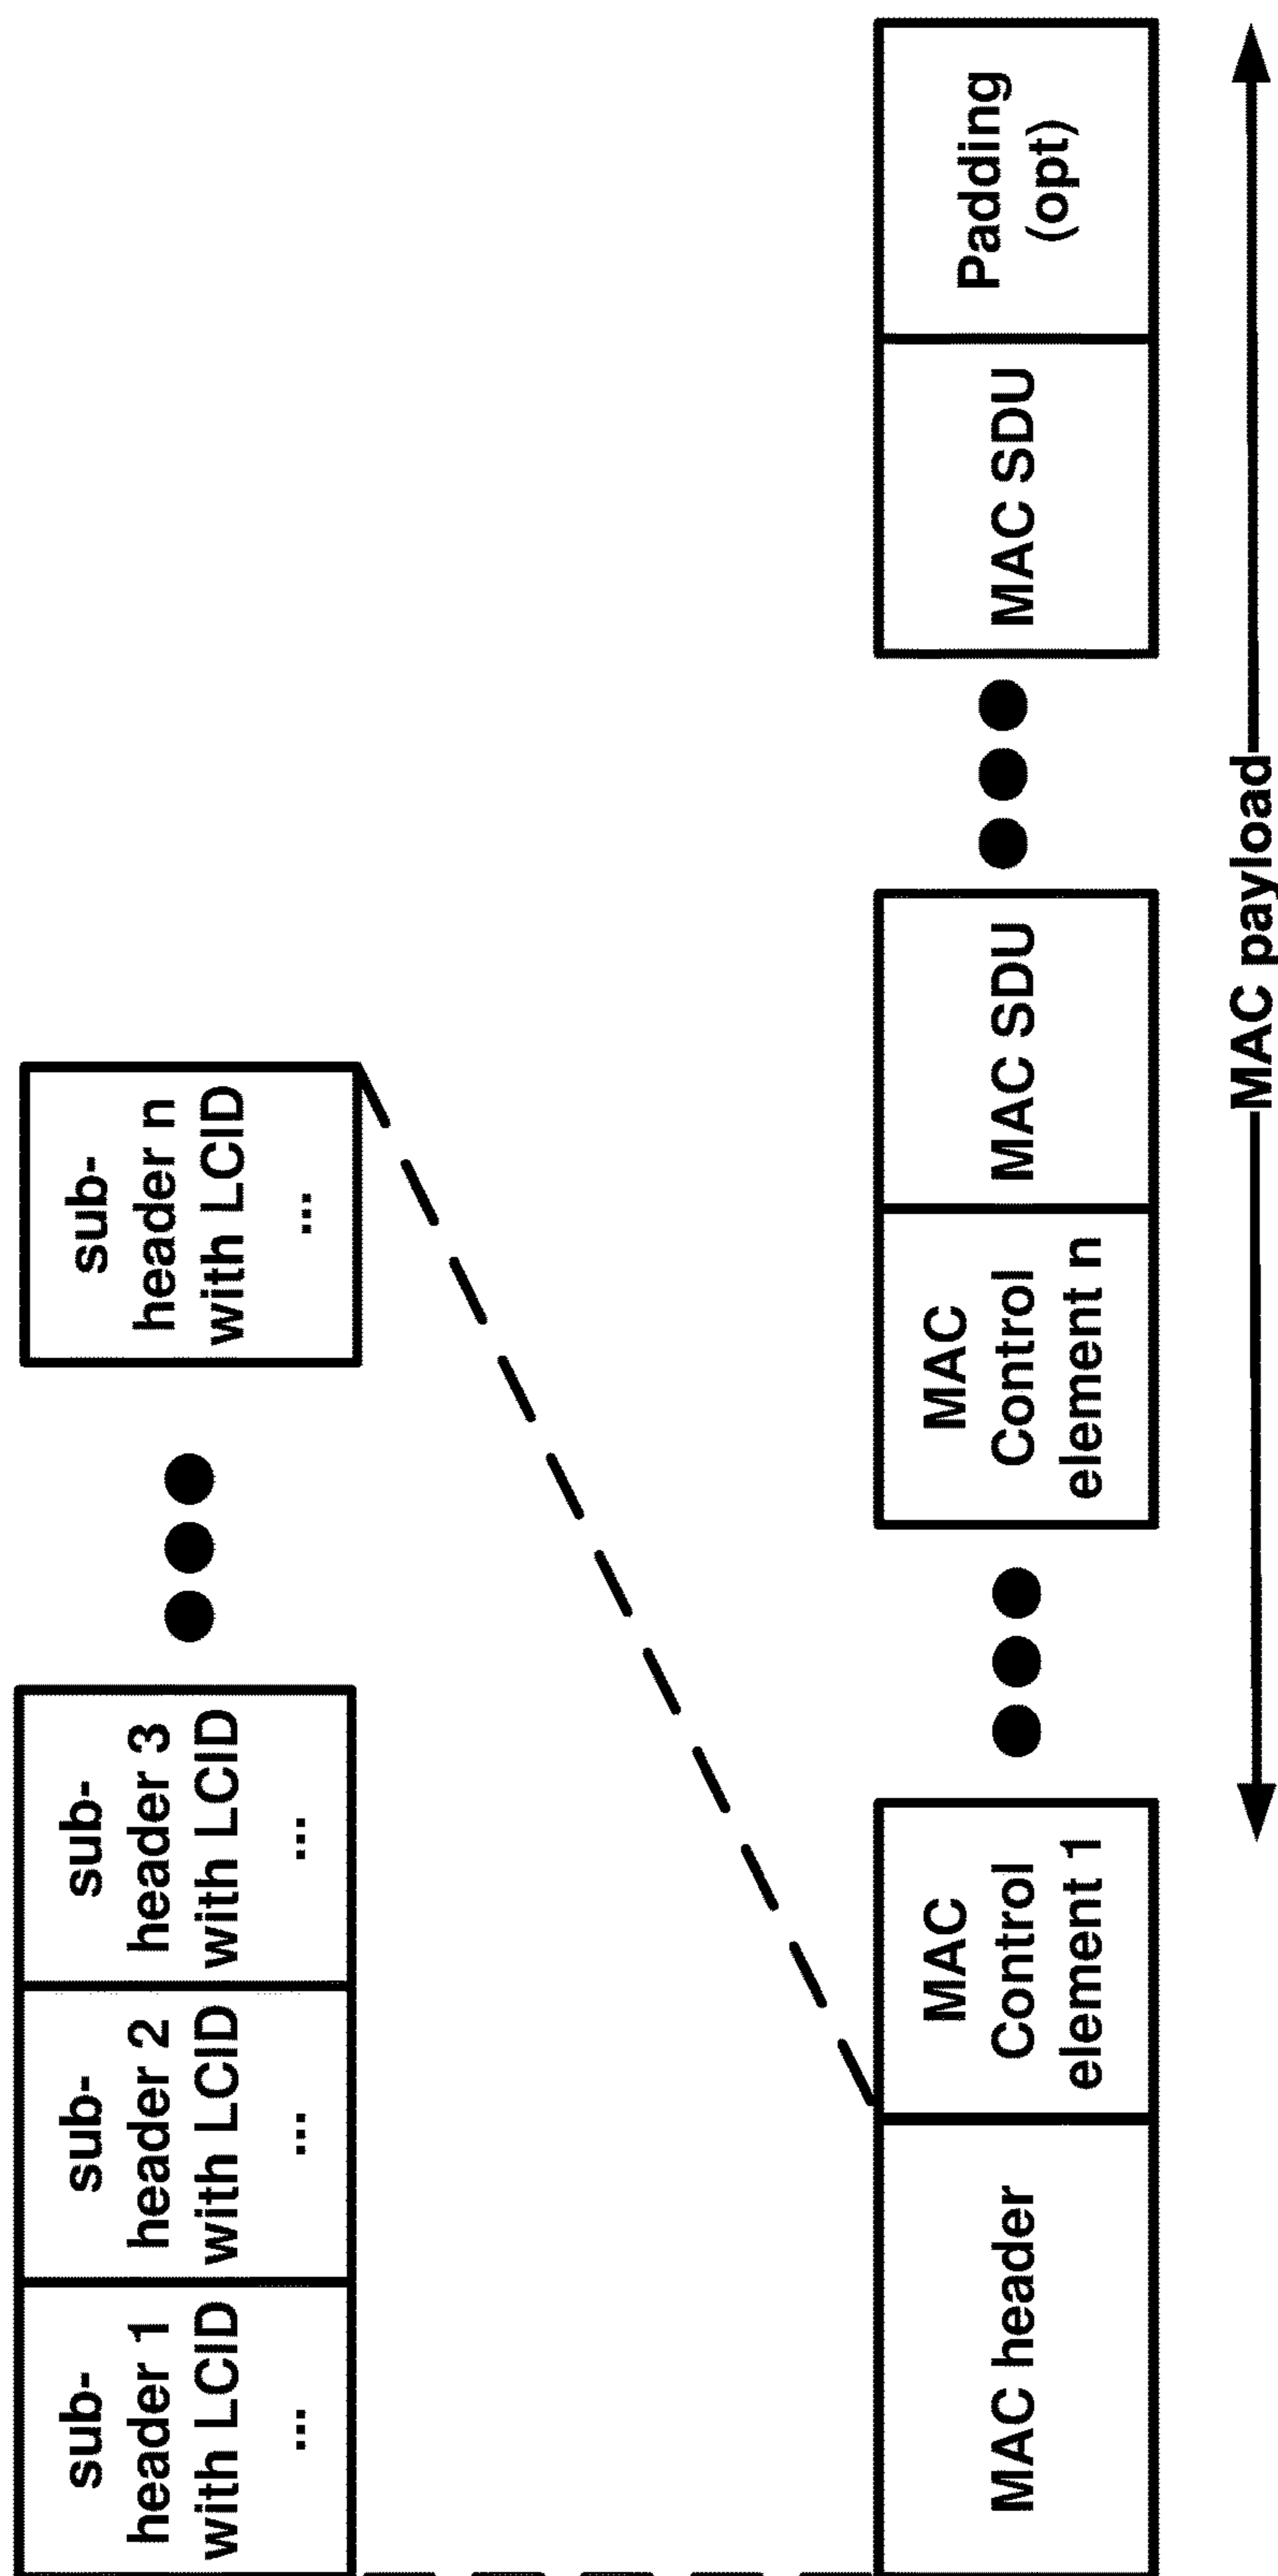 sub-
header 1
with LCID
...
sub-
header 2
with LCID
...
sub-
header 3
with LCID
...
sub-
header n
with LCID
...
MAC header
MAC
Control
element 1
MAC
Control
element n
MAC SDU
MAC SDU
Padding
(opt)
MAC payload